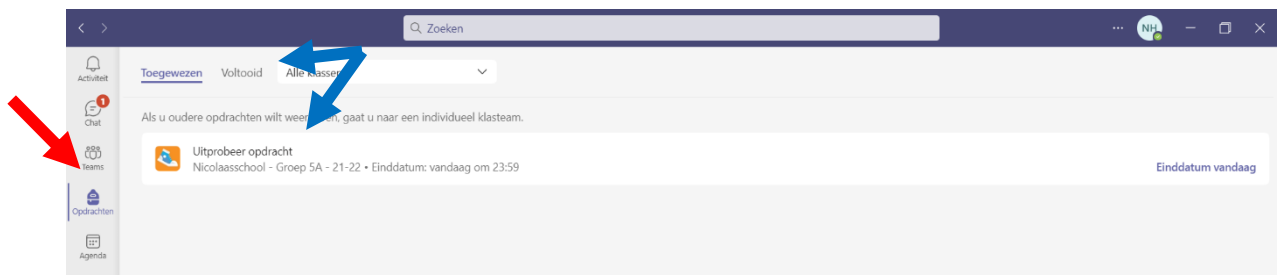 Zoeken
NH
Activiteit
1
Chat
Teams
Opdrachten
Agenda
Toegewezen Voltooid Alle klassen
Als u oudere opdrachten wilt gaat u naar een individueel klasteam.
Uitprobeer opdracht
Nicolaasschool - Groep 5A - 21-22 • Einddatum: vandaag om 23:59
Einddatum vandaag